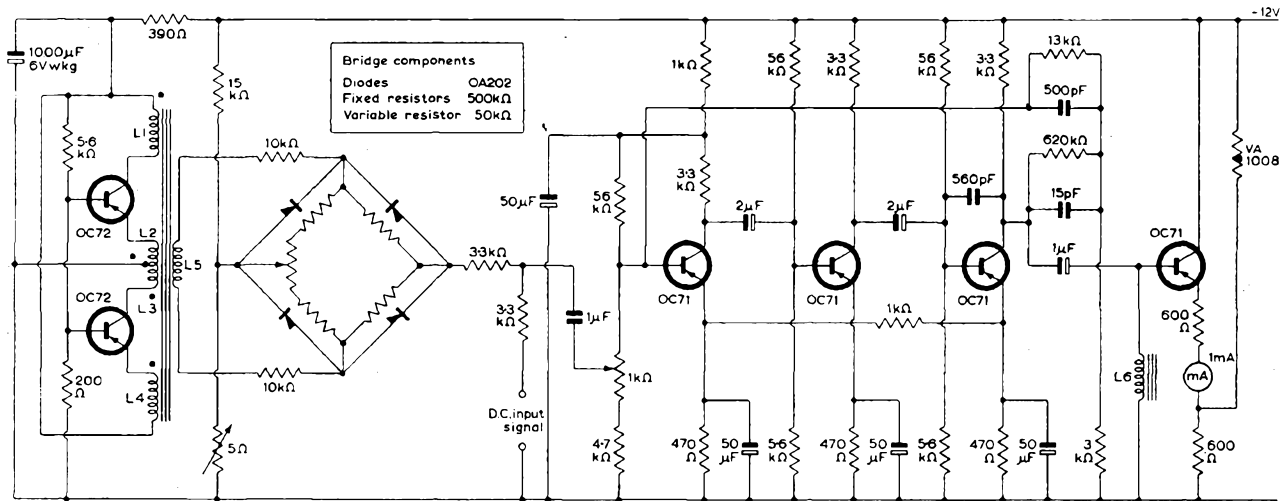 -12V
390Ω
1000μF
6V wkg
Bridge components
Diodes OA202
Fixed resistors 500kΩ
Variable resistor 50kΩ
15
kΩ
L1
5·6
kΩ
OC72
L2
L5
OC72
L3
L4
200
Ω
10kΩ
10kΩ
5Ω
3·3kΩ
3·3
kΩ
D.C. input
signal
1μF
50μF
56
kΩ
1kΩ
4·7
kΩ
1kΩ
3·3
kΩ
2μF
OC71
470
Ω
50
μF
56
kΩ
5·6
kΩ
3·3
kΩ
2μF
OC71
1kΩ
470
Ω
50
μF
56
kΩ
560pF
5·6
kΩ
3·3
kΩ
OC71
470
Ω
50
μF
13kΩ
500pF
620kΩ
15pF
1μF
3
kΩ
L6
OC71
600
Ω
1mA
mA
600
Ω
VA
1008